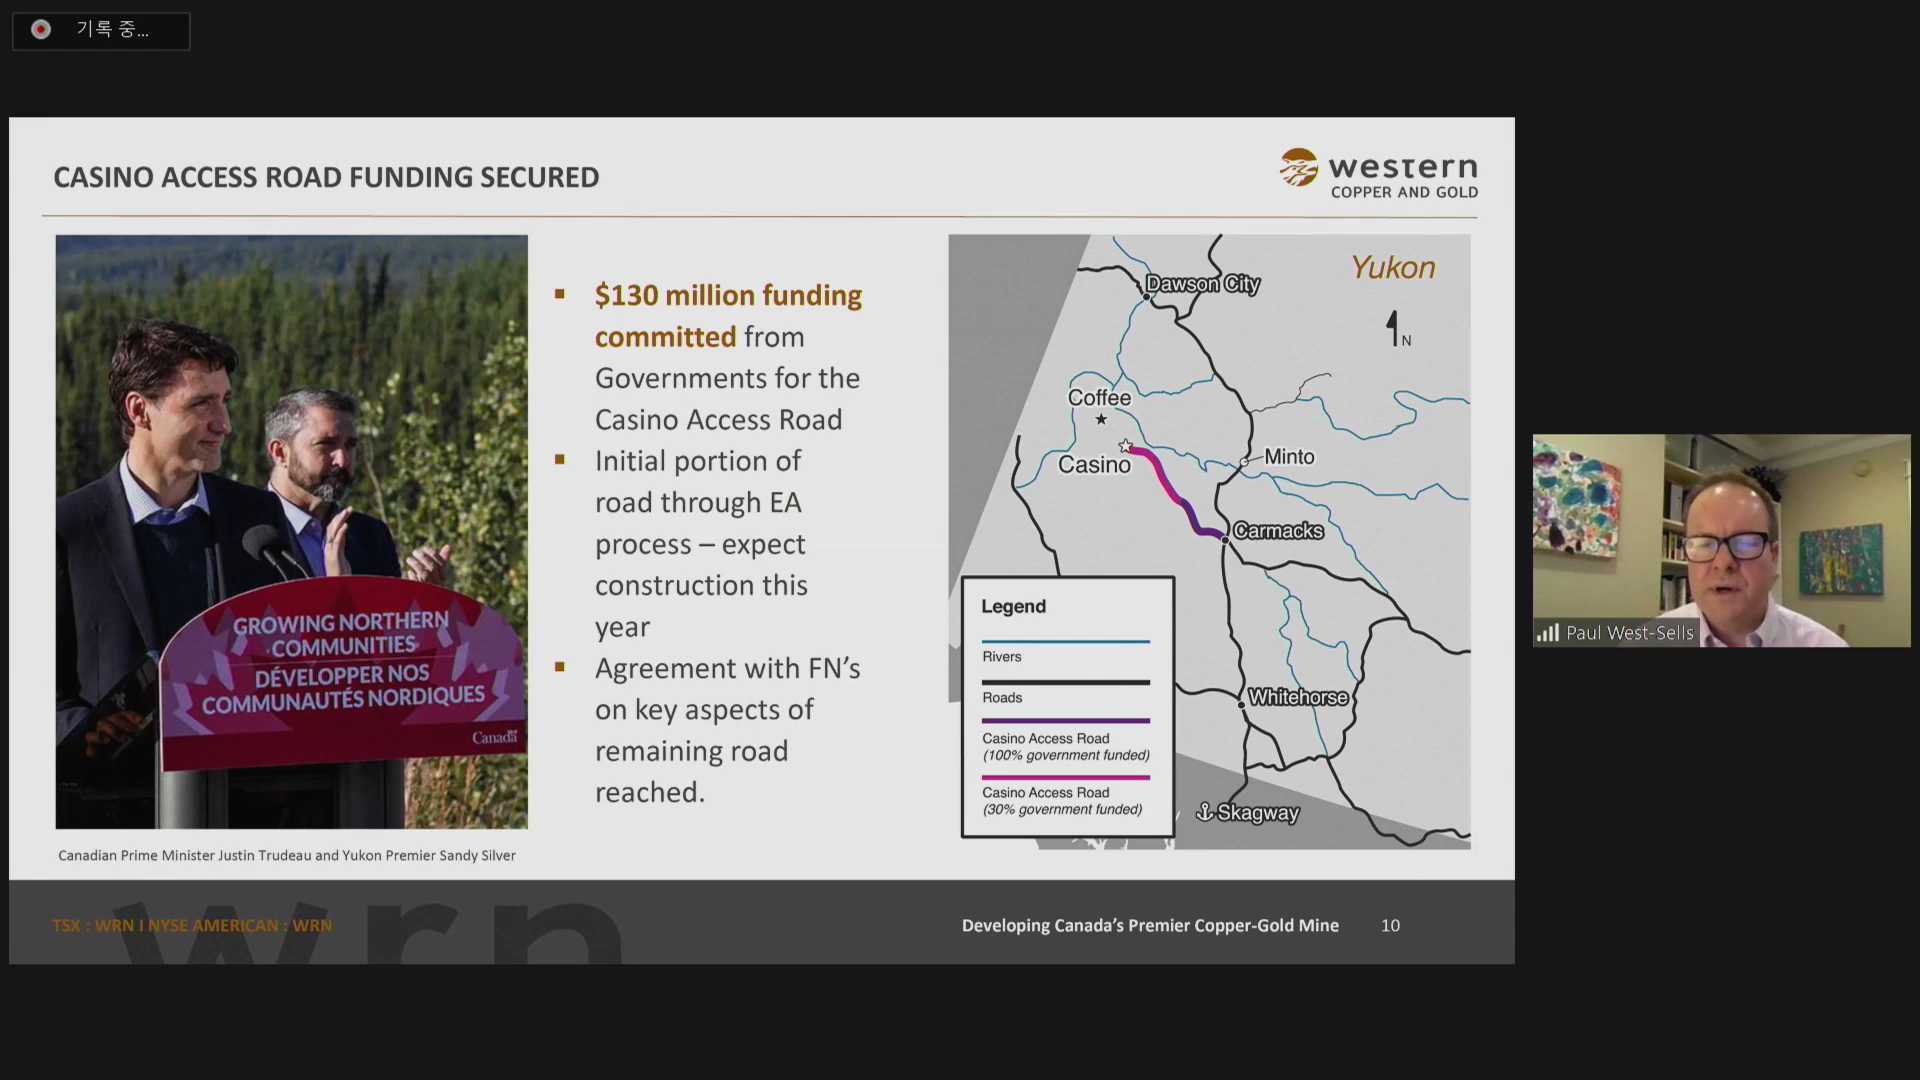 기록 중...
CASINO ACCESS ROAD FUNDING SECURED
western
COPPER AND GOLD
GROWING NORTHERN
COMMUNITIES
DÉVELOPPER NOS
COMMUNAUTÉS NORDIQUES
Canada
Canadian Prime Minister Justin Trudeau and Yukon Premier Sandy Silver
▪ $130 million funding
committed from
Governments for the
Casino Access Road
▪ Initial portion of
road through EA
process – expect
construction this
year
▪ Agreement with FN’s
on key aspects of
remaining road
reached.
Yukon
N
Dawson City
Coffee
Casino
Minto
Carmacks
Whitehorse
Skagway
Legend
Rivers
Roads
Casino Access Road
(100% government funded)
Casino Access Road
(30% government funded)
Paul West-Sells
wrn
TSX : WRN I NYSE AMERICAN : WRN
Developing Canada’s Premier Copper-Gold Mine 10